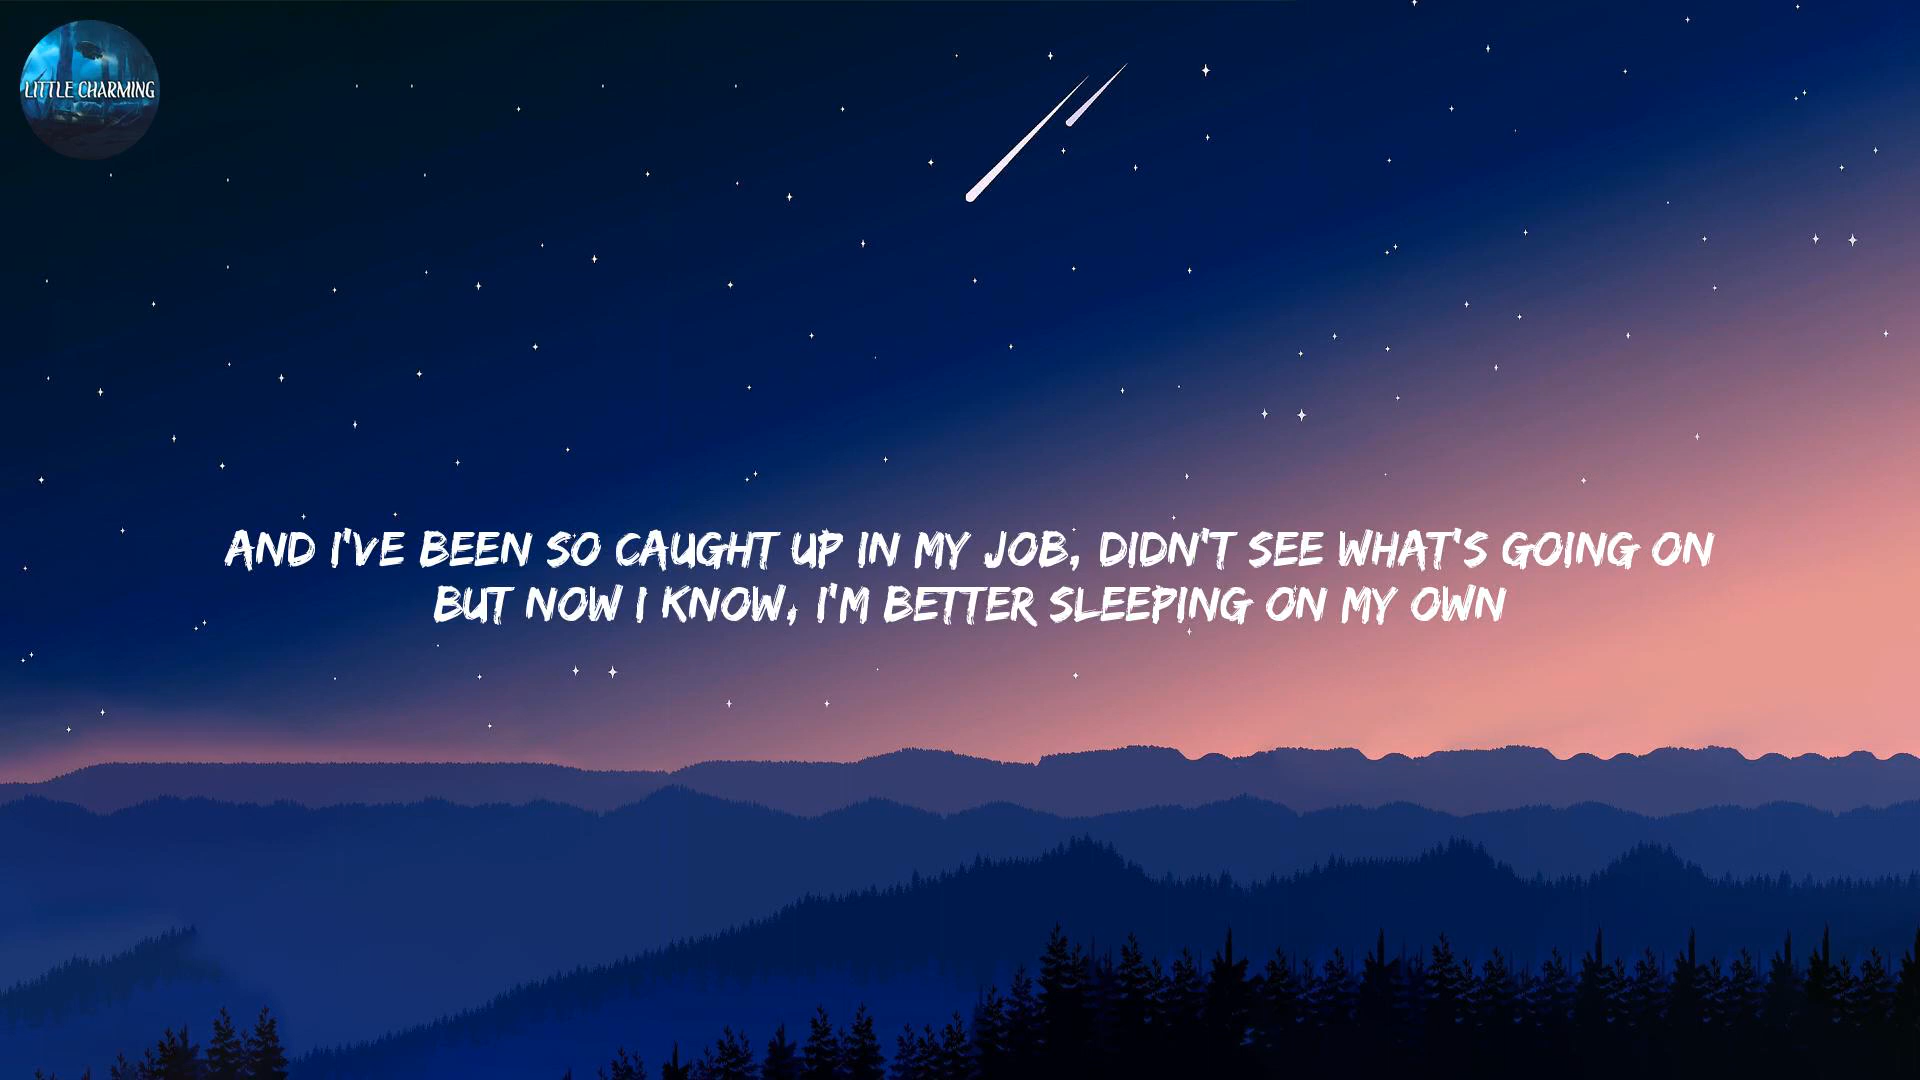 LITTLE CHARMING
AND I'VE BEEN SO CAUGHT UP IN MY JOB, DIDN'T SEE WHAT'S GOING ON
BUT NOW I KNOW, I'M BETTER SLEEPING ON MY OWN